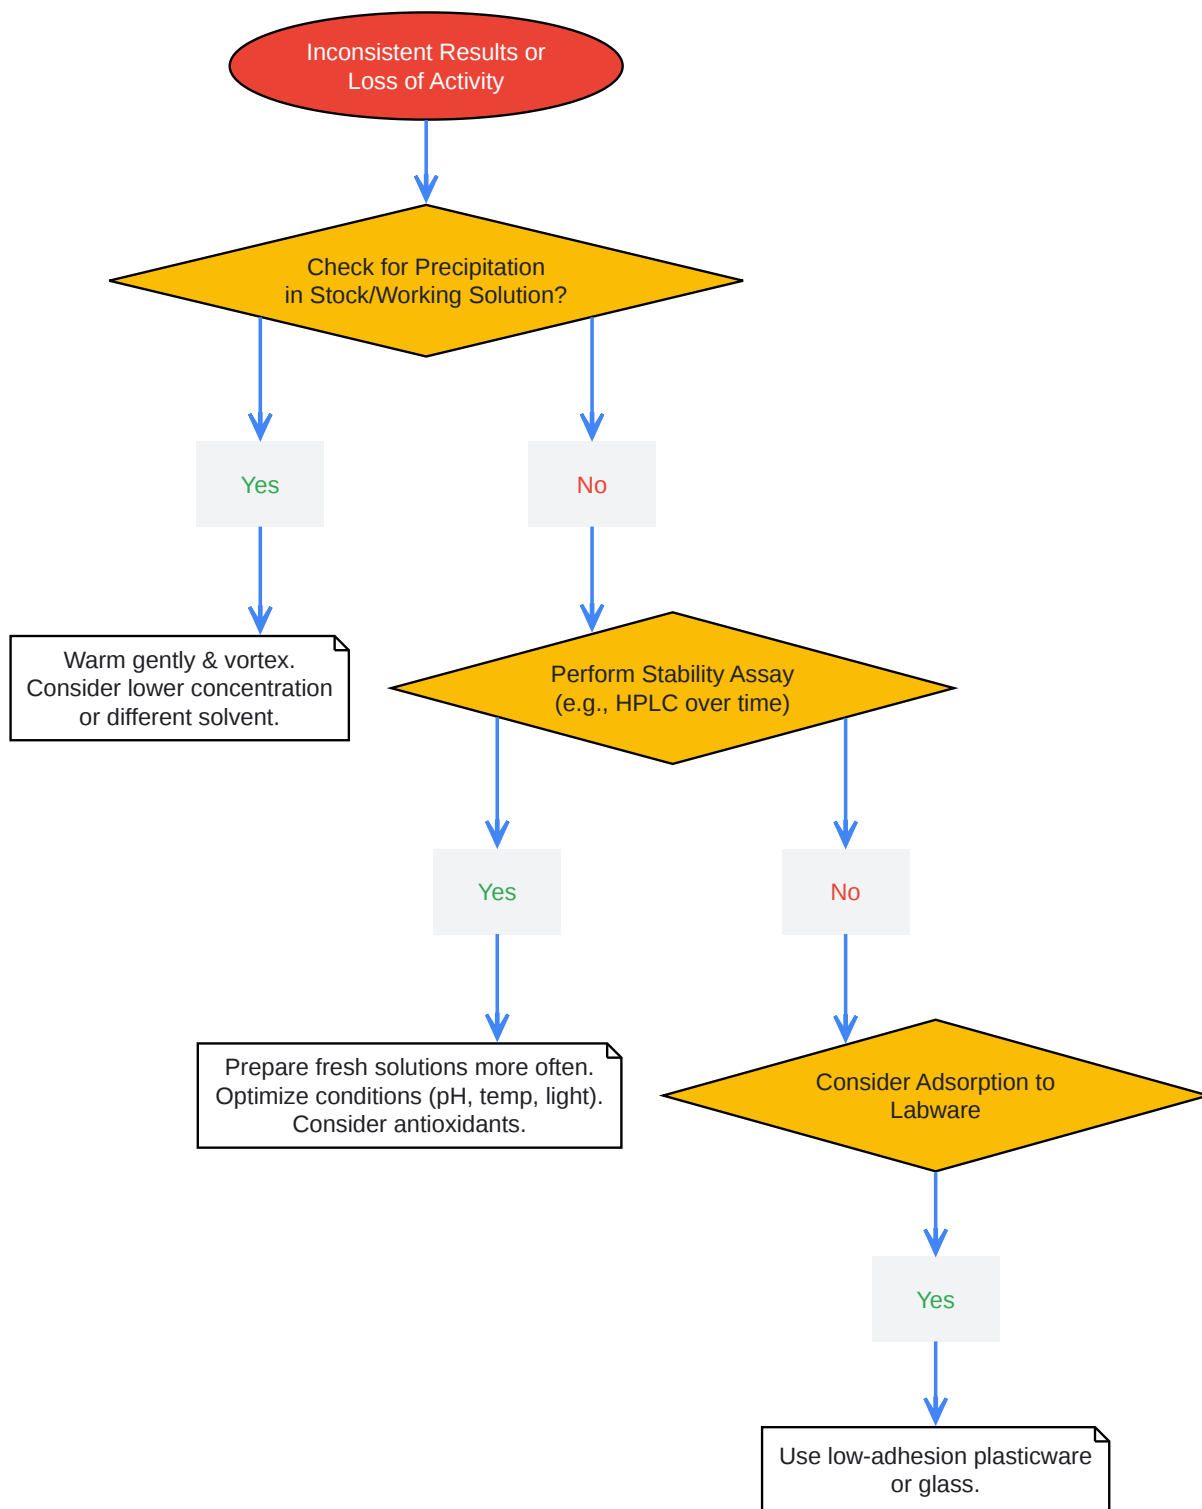 Inconsistent Results or
Loss of Activity
Check for Precipitation
in Stock/Working Solution?
Yes
No
Warm gently & vortex.
Consider lower concentration
or different solvent.
Perform Stability Assay
(e.g., HPLC over time)
Yes
No
Prepare fresh solutions more often.
Optimize conditions (pH, temp, light).
Consider antioxidants.
Consider Adsorption to
Labware
Yes
Use low-adhesion plasticware
or glass.